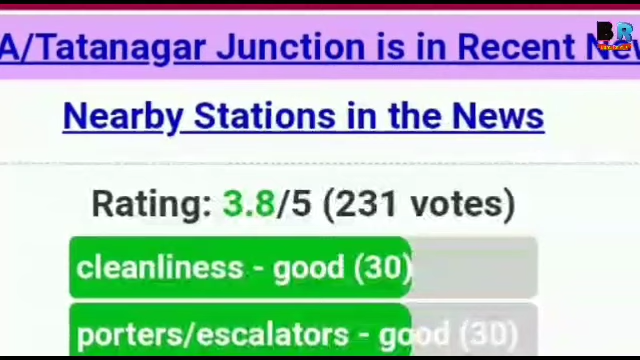 A/Tatanagar Junction is in Recent
BR
Nearby Stations in the News
Rating: 3.8/5 (231 votes)
cleanliness - good (30)
porters/escalators - good (30)